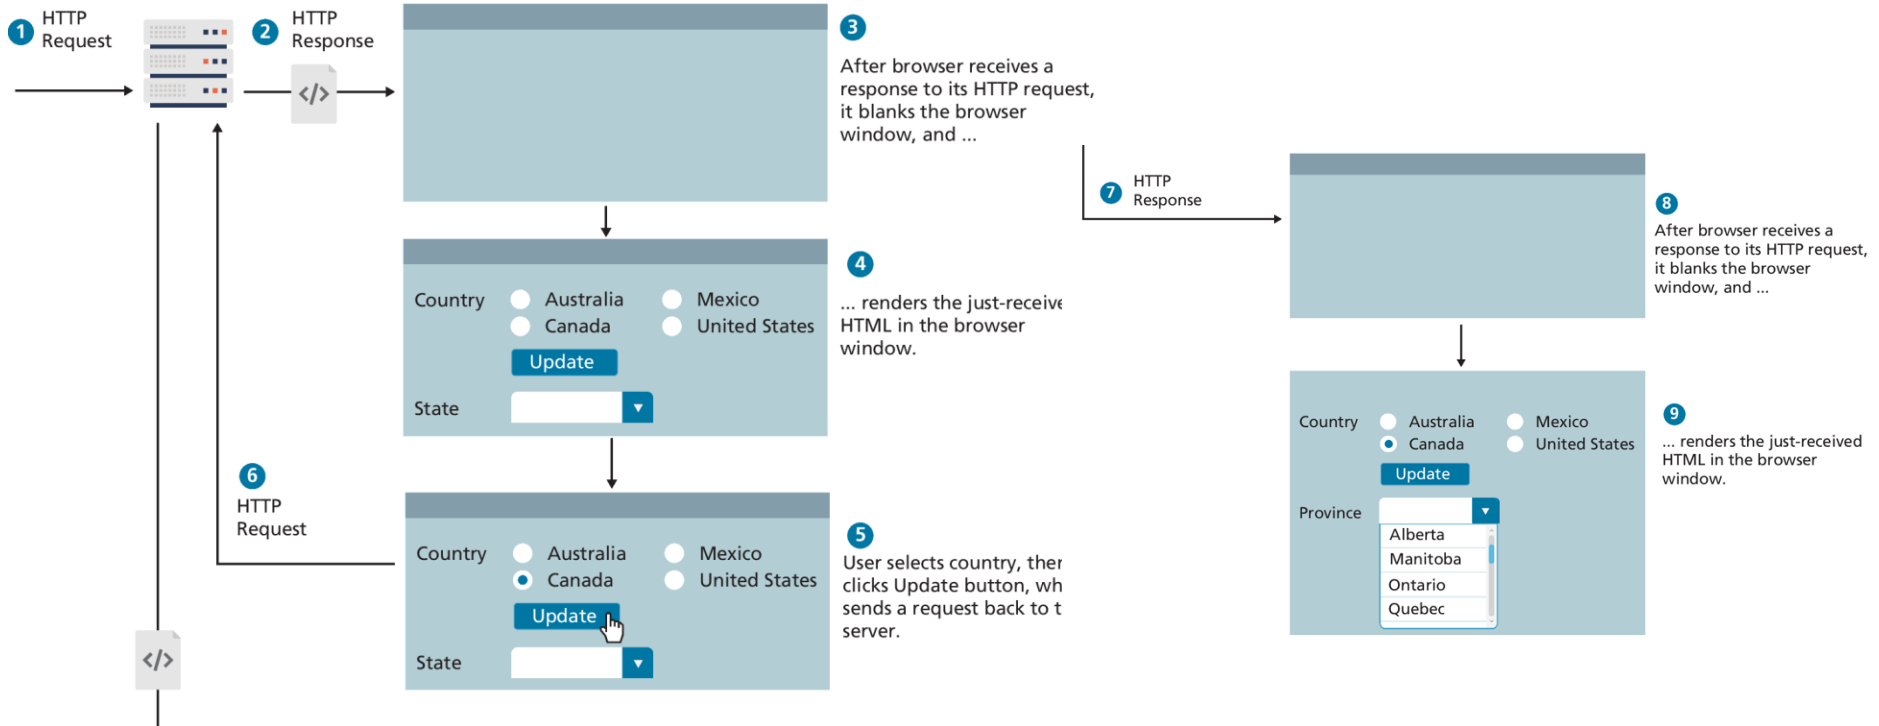 1
HTTP
Request
2
HTTP
Response
</>
3
After browser receives a
response to its HTTP request,
it blanks the browser
window, and ...
4
... renders the just-receive
HTML in the browser
window.
Country
Australia
Mexico
Canada
United States
Update
State
5
User selects country, then
clicks Update button, wh
sends a request back to t
server.
Country
Australia
Mexico
Canada
United States
Update
State
6
HTTP
Request
</>
7
HTTP
Response
8
After browser receives a
response to its HTTP request,
it blanks the browser
window, and ...
9
... renders the just-received
HTML in the browser
window.
Country
Australia
Mexico
Canada
United States
Update
Province
Alberta
Manitoba
Ontario
Quebec